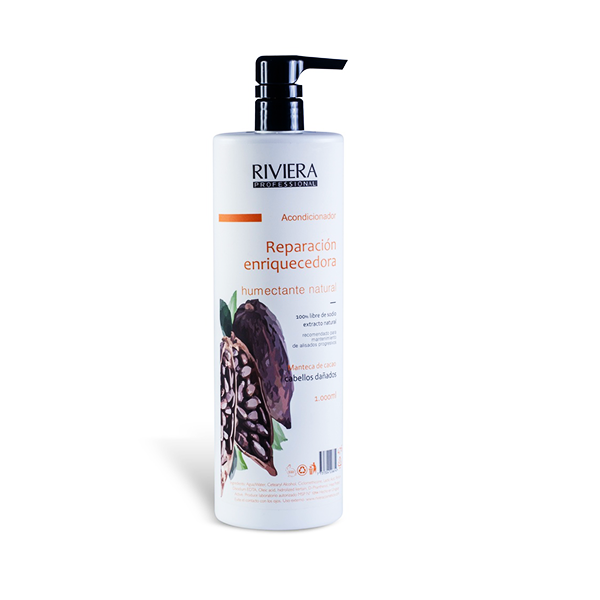 RIVIERA
PROFESSIONAL
Acondicionador
Reparación
enriquecedora
humectante natural
100% libre de sodio
extracto natural
recomendado para
mantenimiento
de alisados progresivos
Manteca de cacao
cabellos dañados
1.000ml